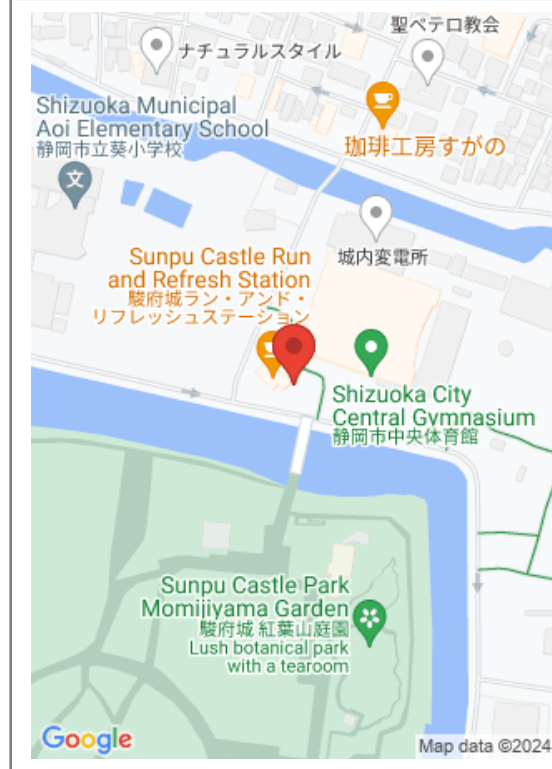 聖ペテロ教会
ナチュラルスタイル
Shizuoka Municipal
Aoi Elementary School
静岡市立葵小学校
文
珈琲工房すがの
Sunpu Castle Run
and Refresh Station
駿府城ラン・アンド・
リフレッシュステーション
城内変電所
Shizuoka City
Central Gymnasium
静岡市中央体育館
Sunpu Castle Park
Momijiyama Garden
駿府城 紅葉山庭園
Lush botanical park
with a tearoom
Google
Map data ©2024